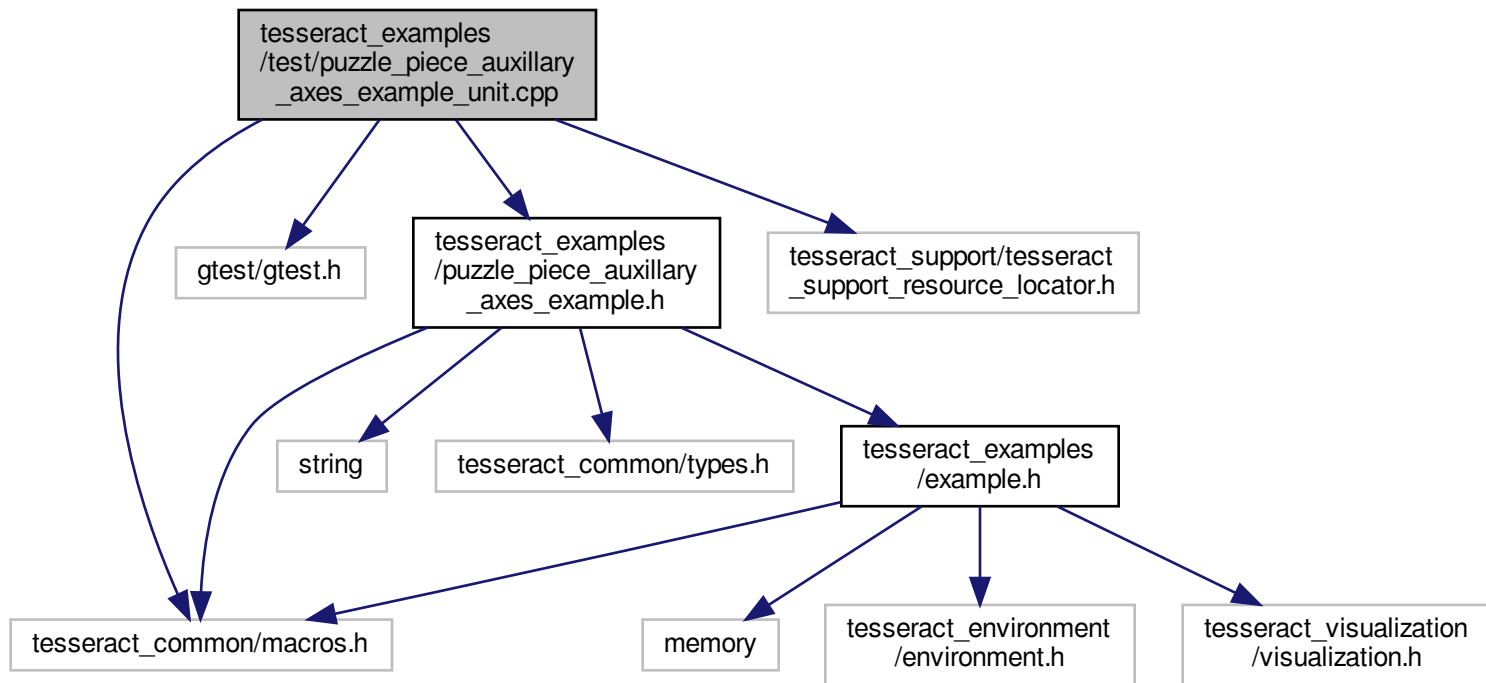 tesseract_examples
/test/puzzle_piece_auxillary
_axes_example_unit.cpp
gtest/gtest.h
tesseract_examples
/puzzle_piece_auxillary
_axes_example.h
tesseract_support/tesseract
_support_resource_locator.h
string
tesseract_common/types.h
tesseract_examples
/example.h
tesseract_common/macros.h
memory
tesseract_environment
/environment.h
tesseract_visualization
/visualization.h